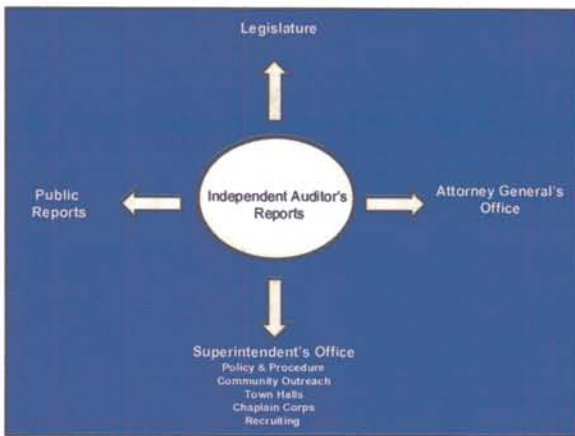 Legislature
Public
Reports
Independent Auditor's
Reports
Attorney General's
Office
Superintendent's Office
Policy & Procedure
Community Outreach
Town Halls
Chaplain Corps
Recruiting